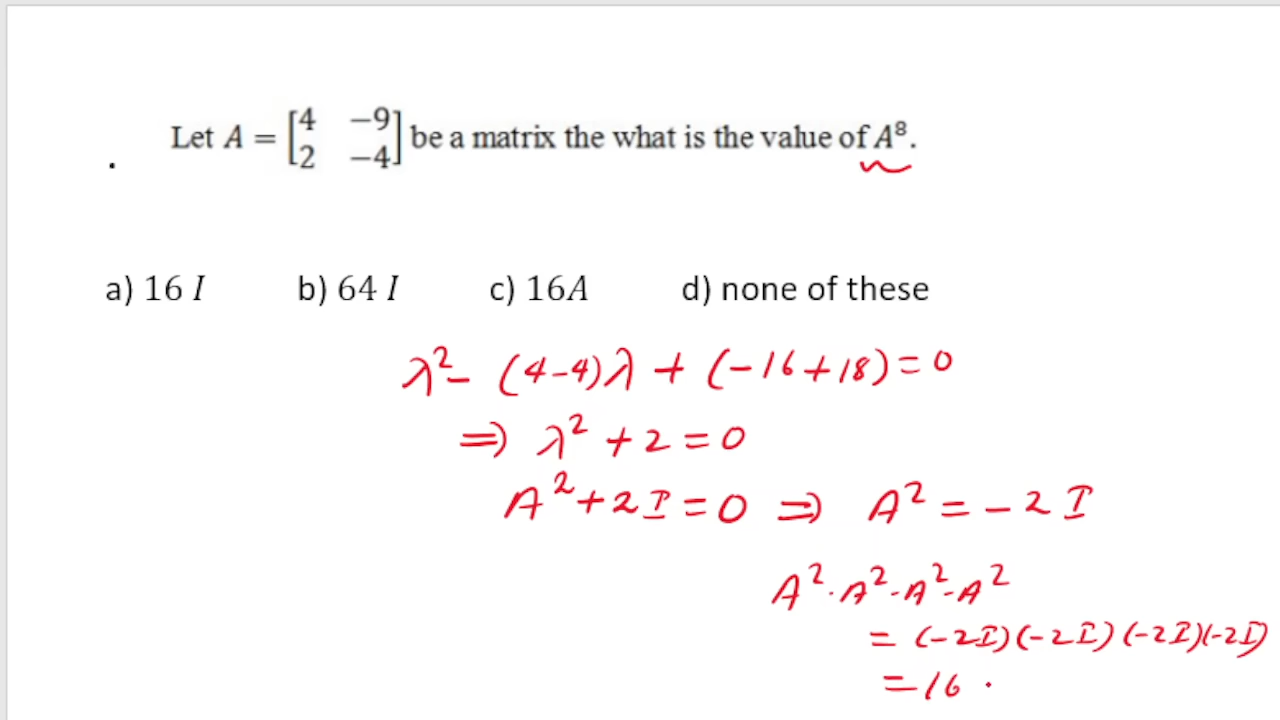 Let A = [4 −9 2 −4] be a matrix the what is the value of A⁸.
.
a) 16 I b) 64 I c) 16A d) none of these
λ² - (4-4)λ + (-16+18) = 0
⇒ λ² + 2 = 0
A² + 2I = 0 ⇒ A² = -2I
A².A².A².A²
= (-2I)(-2I)(-2I)(-2I)
= 16 .